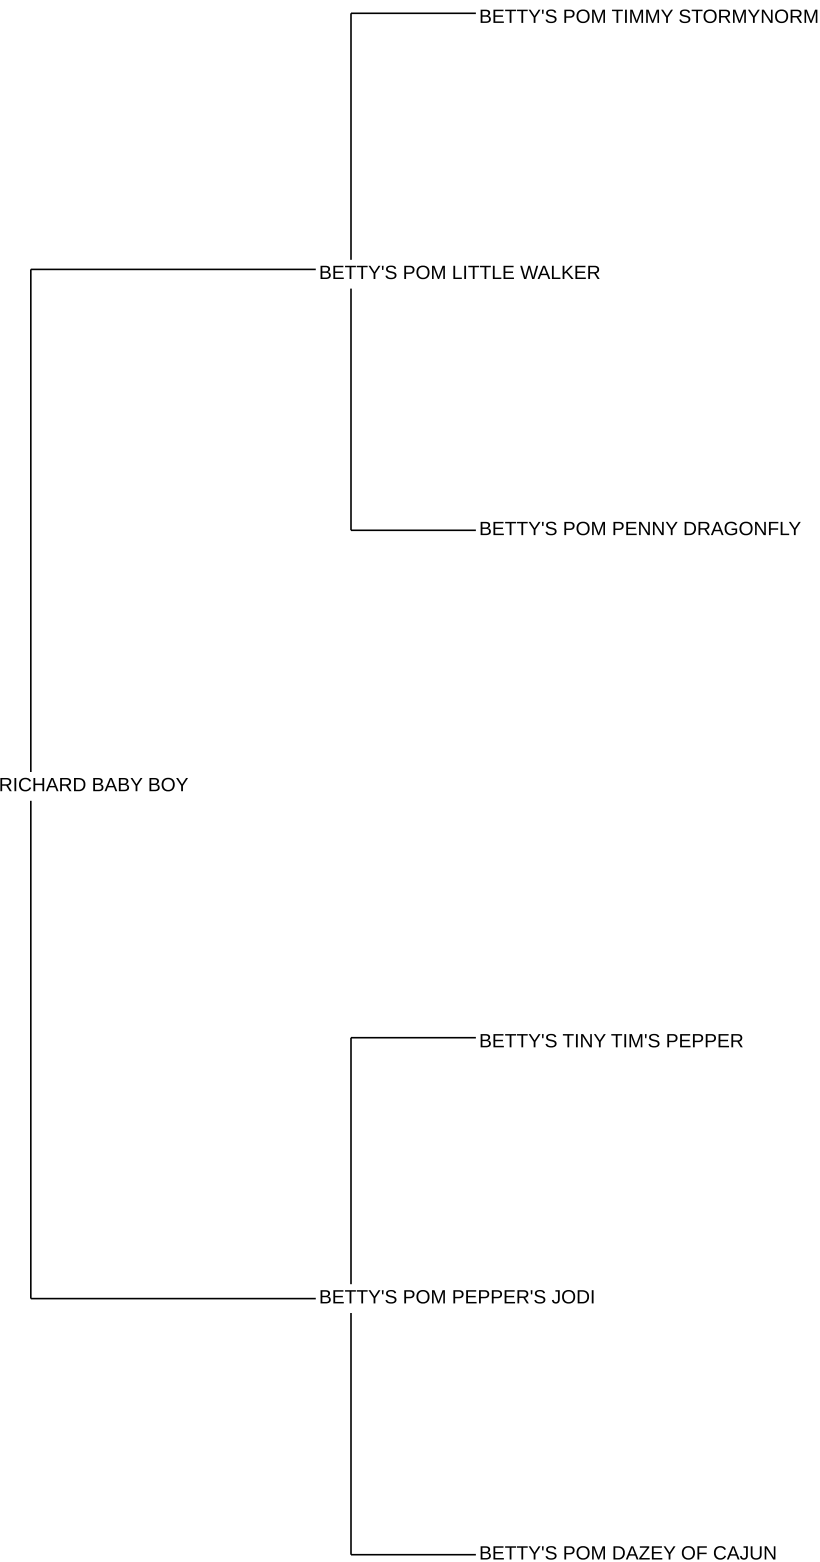 BETTY'S POM TIMMY STORMYNORM
BETTY'S POM LITTLE WALKER
BETTY'S POM PENNY DRAGONFLY
RICHARD BABY BOY
BETTY'S TINY TIM'S PEPPER
BETTY'S POM PEPPER'S JODI
BETTY'S POM DAZEY OF CAJUN